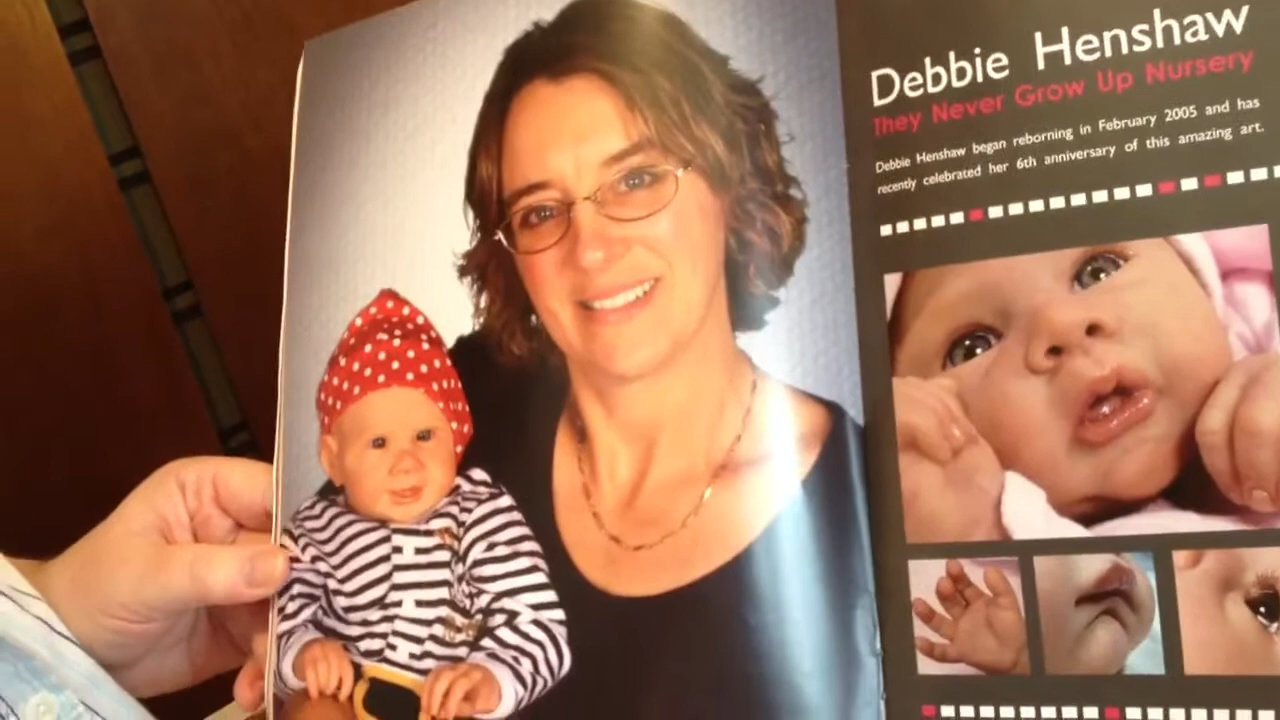 Debbie Henshaw
They Never Grow Up Nursery
Debbie Henshaw began reborning in February 2005 and has
recently celebrated her 6th anniversary of this amazing art.